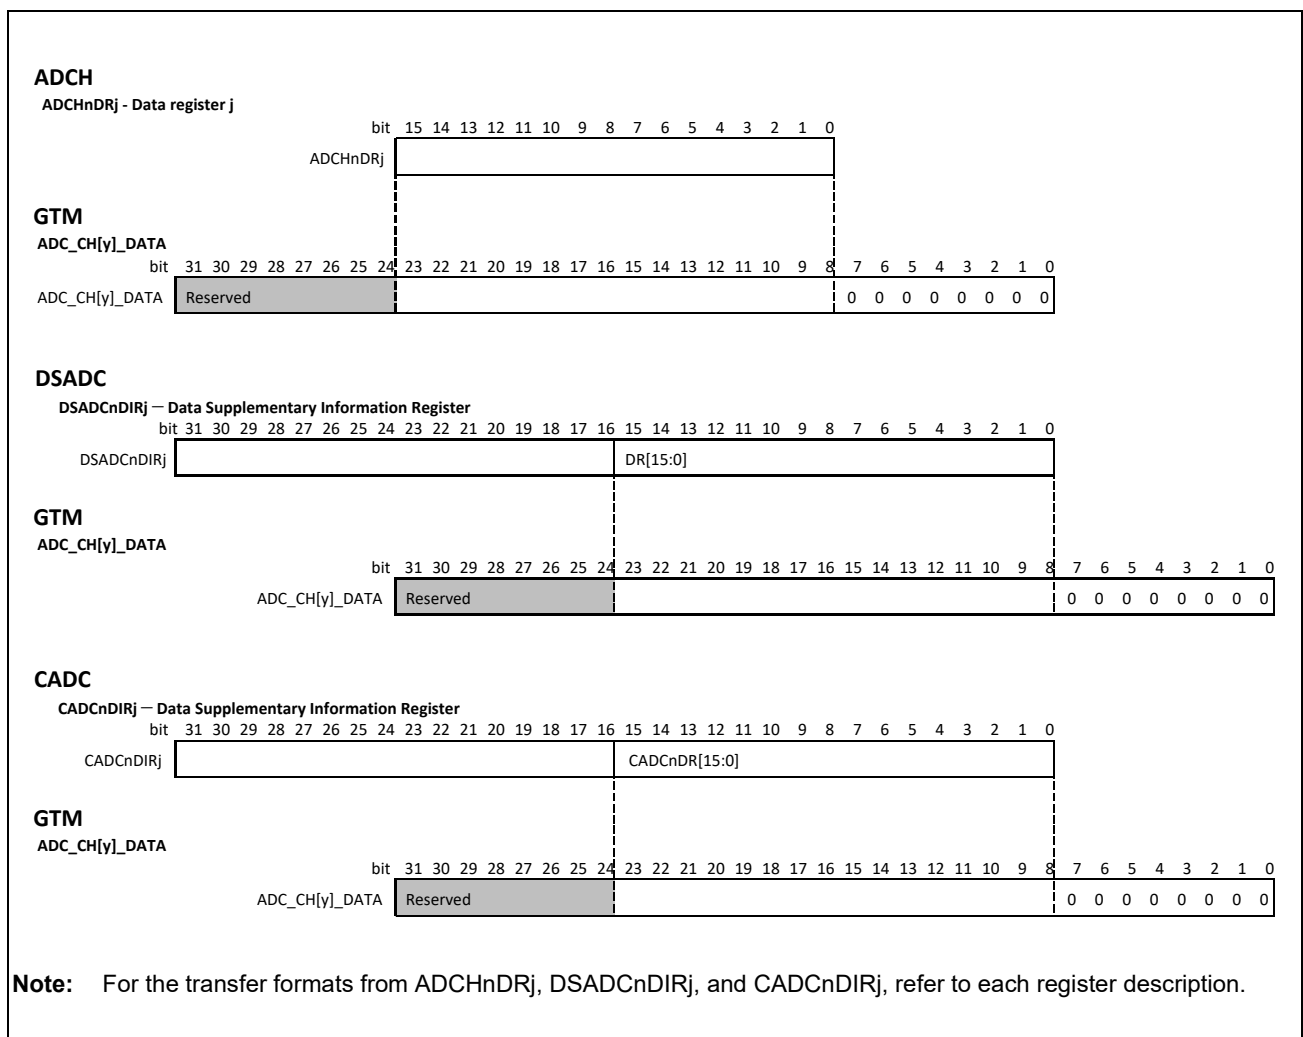 ADCH
ADCHnDRj - Data register j
bit 15 14 13 12 11 10 9 8 7 6 5 4 3 2 1 0
ADCHnDRj
GTM
ADC_CH[y]_DATA
bit 31 30 29 28 27 26 25 24 23 22 21 20 19 18 17 16 15 14 13 12 11 10 9 8 7 6 5 4 3 2 1 0
ADC_CH[y]_DATA Reserved 0 0 0 0 0 0 0 0
DSADC
DSADCnDIRj — Data Supplementary Information Register
bit 31 30 29 28 27 26 25 24 23 22 21 20 19 18 17 16 15 14 13 12 11 10 9 8 7 6 5 4 3 2 1 0
DSADCnDIRj DR[15:0]
GTM
ADC_CH[y]_DATA
bit 31 30 29 28 27 26 25 24 23 22 21 20 19 18 17 16 15 14 13 12 11 10 9 8 7 6 5 4 3 2 1 0
ADC_CH[y]_DATA Reserved 0 0 0 0 0 0 0 0
CADC
CADCnDIRj — Data Supplementary Information Register
bit 31 30 29 28 27 26 25 24 23 22 21 20 19 18 17 16 15 14 13 12 11 10 9 8 7 6 5 4 3 2 1 0
CADCnDIRj CADCnDR[15:0]
GTM
ADC_CH[y]_DATA
bit 31 30 29 28 27 26 25 24 23 22 21 20 19 18 17 16 15 14 13 12 11 10 9 8 7 6 5 4 3 2 1 0
ADC_CH[y]_DATA Reserved 0 0 0 0 0 0 0 0
Note: For the transfer formats from ADCHnDRj, DSADCnDIRj, and CADCnDIRj, refer to each register description.